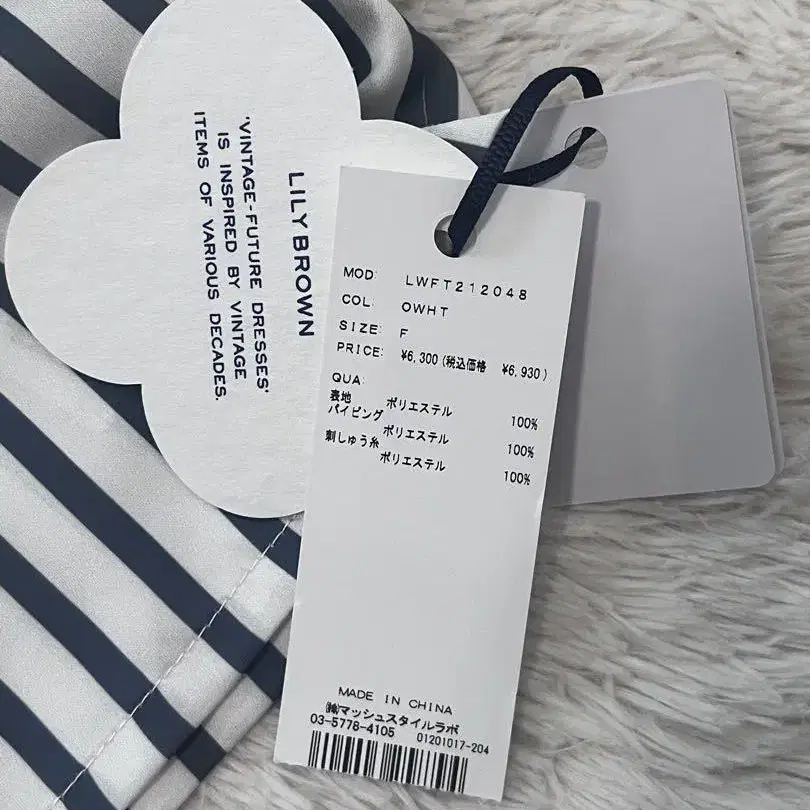 LILY BROWN
'VINTAGE-FUTURE DRESSES'
IS INSPIRED BY VINTAGE
ITEMS OF VARIOUS DECADES.
MOD: LWFT212048
COL: OWHT
SIZE: F
PRICE: ¥6,300 (税込価格 ¥6,930)
QUA:
表地
ポリエステル 100%
パイピング
ポリエステル 100%
刺しゅう糸
ポリエステル 100%
MADE IN CHINA
㈱マッシュスタイルラボ
03-5778-4105 01201017-204